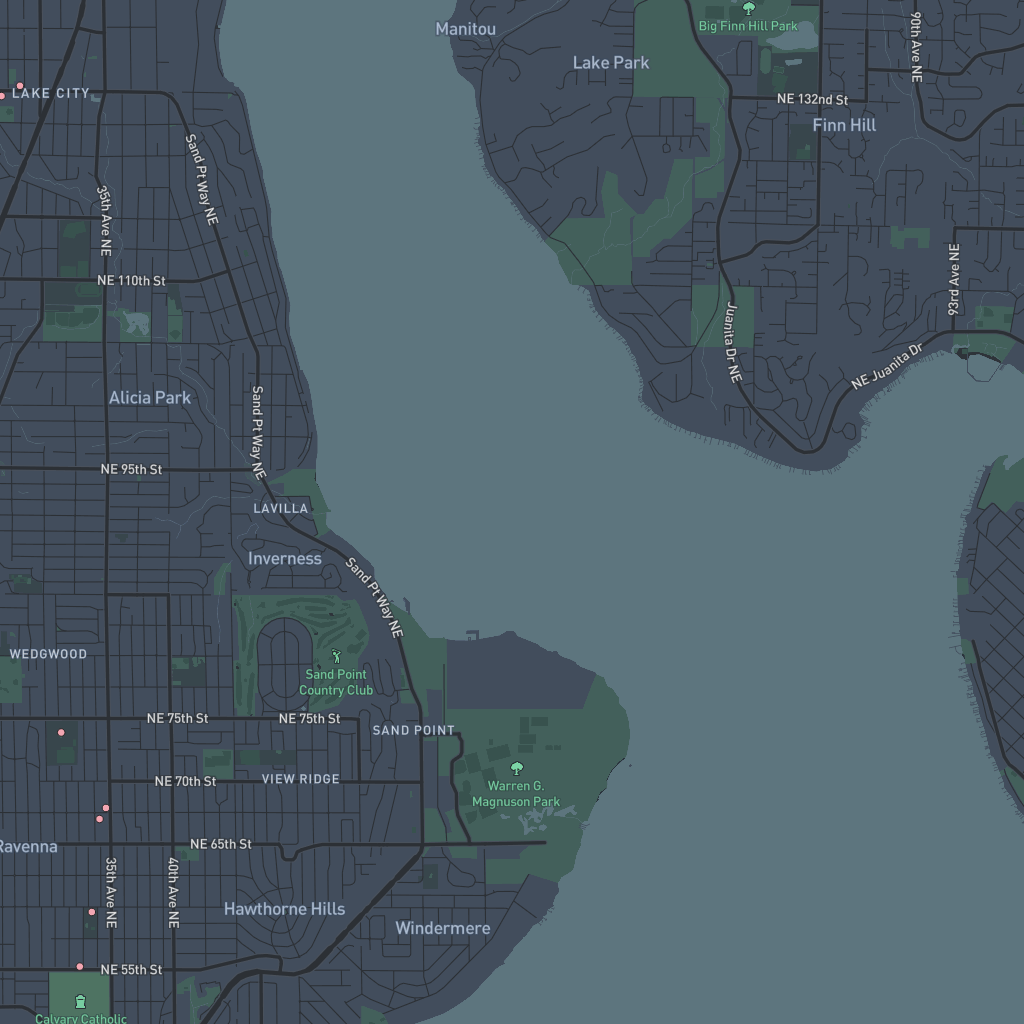 Manitou
Big Finn Hill Park
90th Ave NE
Lake Park
LAKE CITY
NE 132nd St
Finn Hill
Sand Pt Way NE
35th Ave NE
NE 110th St
93rd Ave NE
Juanita Dr NE
NE Juanita Dr
Alicia Park
Sand Pt Way NE
NE 95th St
LAVILLA
Inverness
Sand Pt Way NE
WEDGWOOD
Sand Point
Country Club
NE 75th St
NE 75th St
SAND POINT
NE 70th St
VIEW RIDGE
Warren G.
Magnuson Park
Ravenna
NE 65th St
35th Ave NE
40th Ave NE
Hawthorne Hills
Windermere
NE 55th St
Calvary Catholic